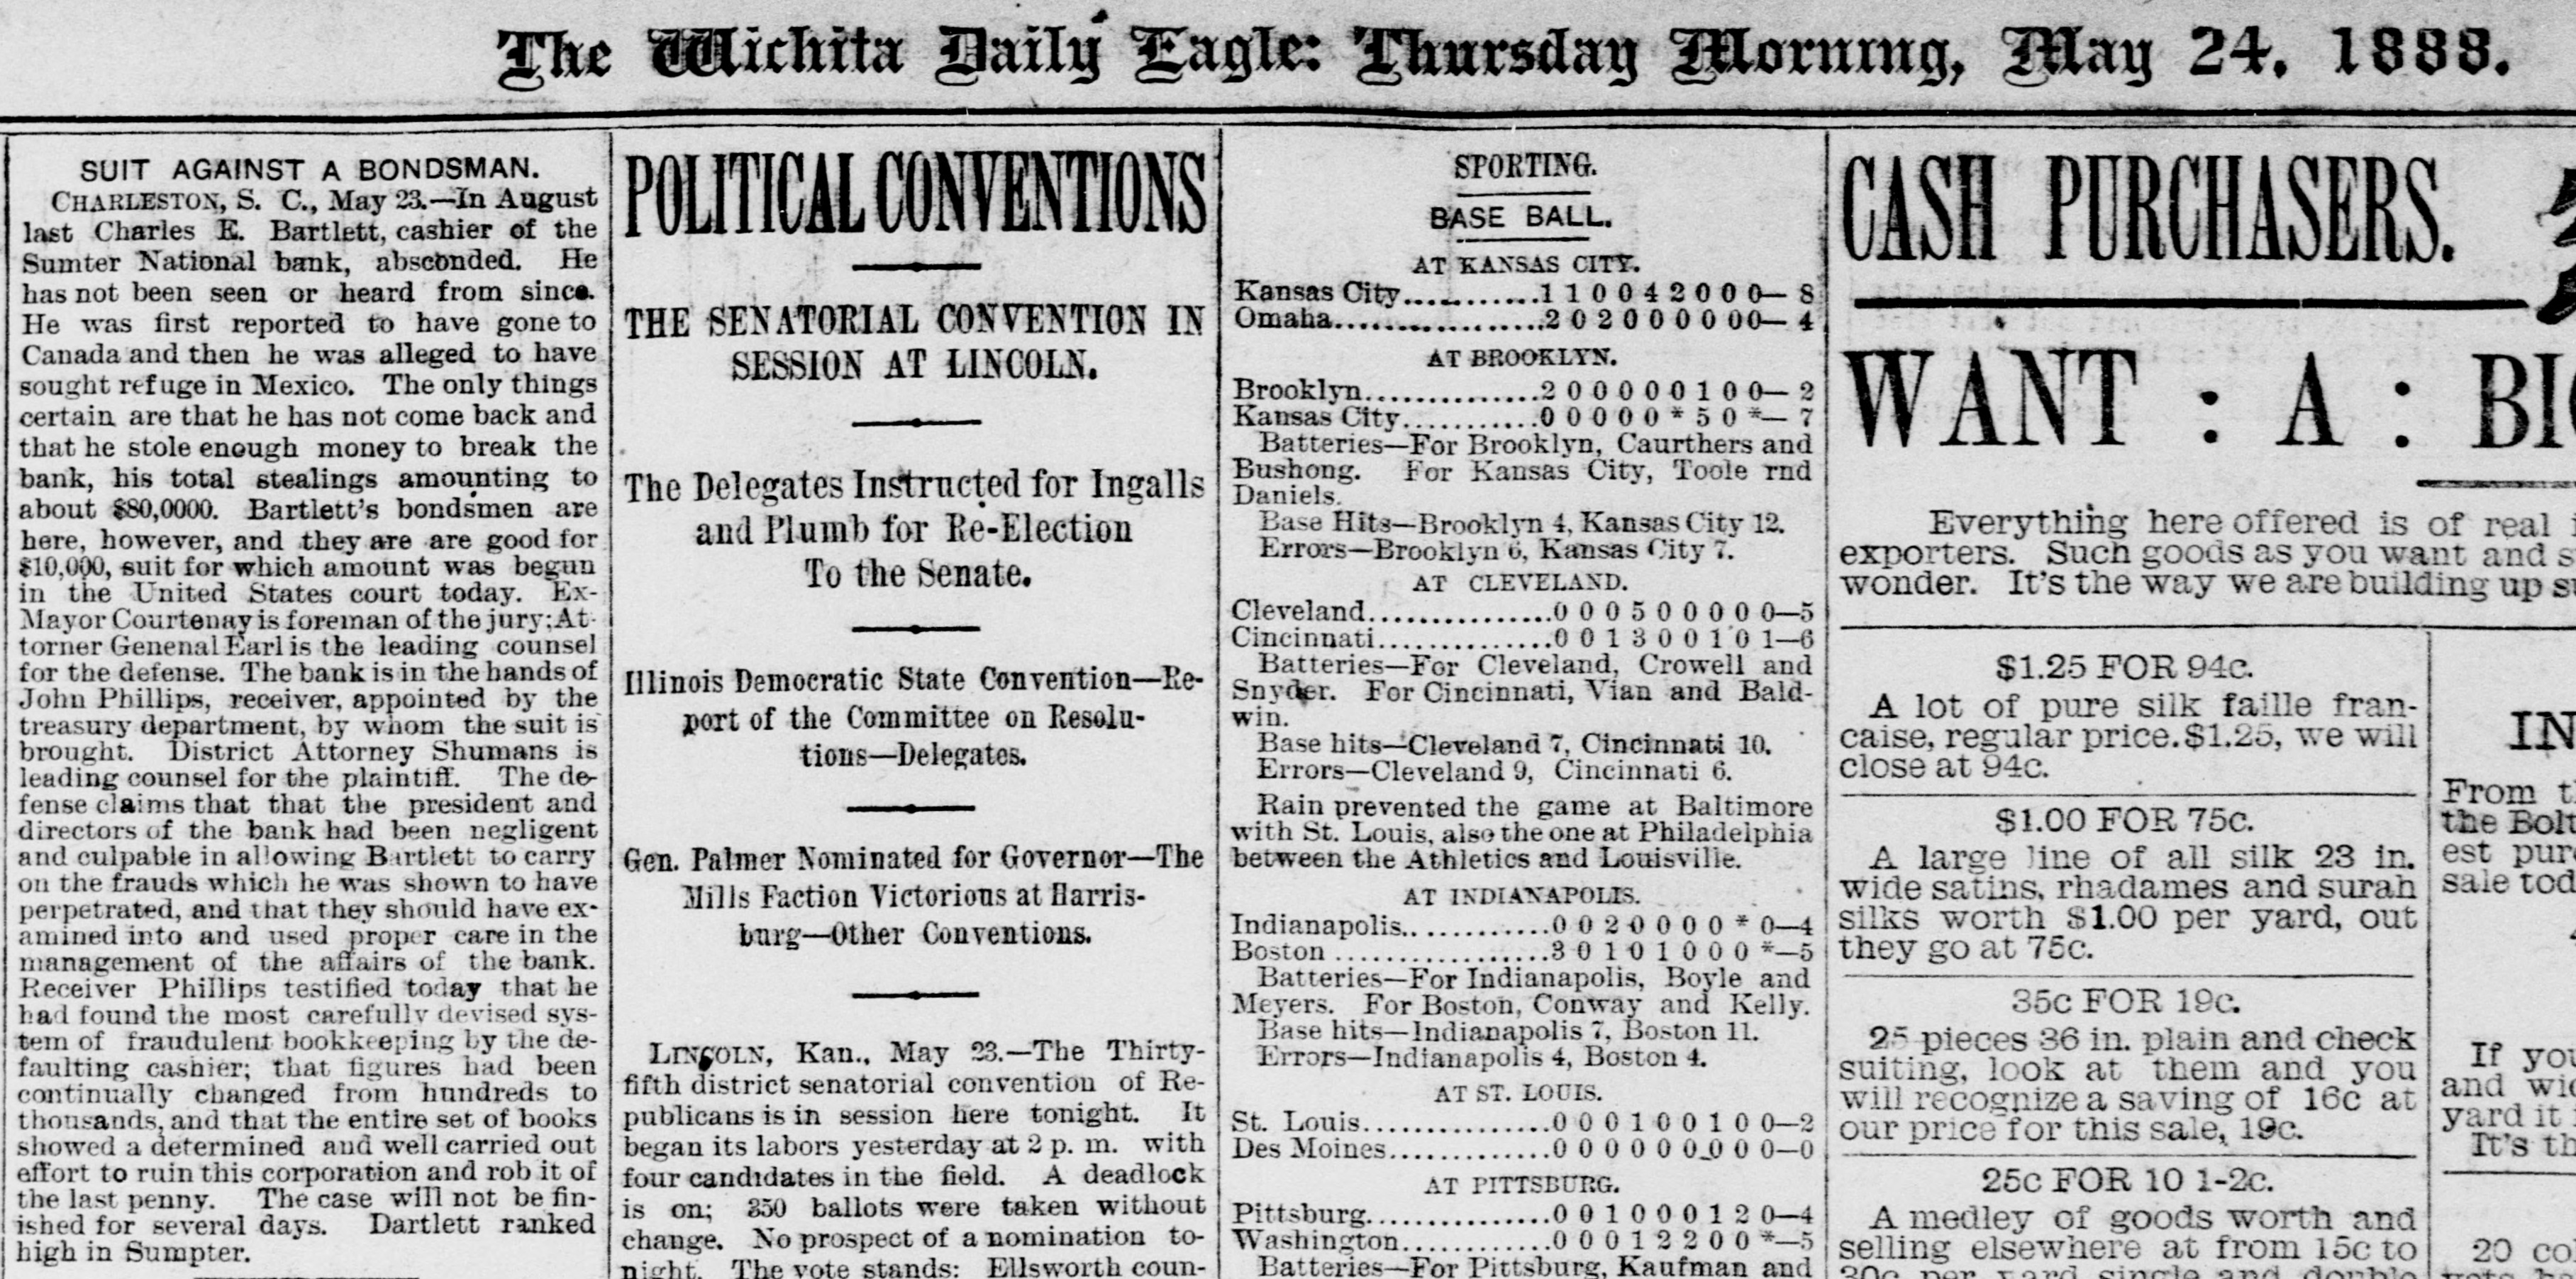 The Wichita Daily Eagle: Thursday Morning, May 24, 1888.
SUIT AGAINST A BONDSMAN.
CHARLESTON, S. C., May 23.—In August
last Charles E. Bartlett, cashier of the
Sumter National bank, absconded. He
has not been seen or heard from since.
He was first reported to have gone to
Canada and then he was alleged to have
sought refuge in Mexico. The only things
certain are that he has not come back and
that he stole enough money to break the
bank, his total stealings amounting to
about $80,0000. Bartlett's bondsmen are
here, however, and they are are good for
$10,000, suit for which amount was begun
in the United States court today. Ex-
Mayor Courtenay is foreman of the jury; At-
torner Genenal Earl is the leading counsel
for the defense. The bank is in the hands of
John Phillips, receiver, appointed by the
treasury department, by whom the suit is
brought. District Attorney Shumans is
leading counsel for the plaintiff. The de-
fense claims that that the president and
directors of the bank had been negligent
and culpable in allowing Bartlett to carry
on the frauds which he was shown to have
perpetrated, and that they should have ex-
amined into and used proper care in the
management of the affairs of the bank.
Receiver Phillips testified today that he
had found the most carefully devised sys-
tem of fraudulent bookkeeping by the de-
faulting cashier; that figures had been
continually changed from hundreds to
thousands, and that the entire set of books
showed a determined and well carried out
effort to ruin this corporation and rob it of
the last penny. The case will not be fin-
ished for several days. Dartlett ranked
high in Sumpter.
POLITICAL CONVENTIONS
THE SENATORIAL CONVENTION IN
SESSION AT LINCOLN.
The Delegates Instructed for Ingalls
and Plumb for Re-Election
To the Senate.
Illinois Democratic State Convention—Re-
port of the Committee on Resolu-
tions—Delegates.
Gen. Palmer Nominated for Governor—The
Mills Faction Victorious at Harris-
burg—Other Conventions.
LINCOLN, Kan., May 23.—The Thirty-
fifth district senatorial convention of Re-
publicans is in session here tonight. It
began its labors yesterday at 2 p. m. with
four candidates in the field. A deadlock
is on; 350 ballots were taken without
change. No prospect of a nomination to-
night. The vote stands: Ellsworth coun-
SPORTING.
BASE BALL.
AT KANSAS CITY.
Kansas City............1 1 0 0 4 2 0 0 0— 8
Omaha..................2 0 2 0 0 0 0 0 0— 4
AT BROOKLYN.
Brooklyn...............2 0 0 0 0 0 1 0 0— 2
Kansas City............0 0 0 0 0 * 5 0 *— 7
Batteries—For Brooklyn, Caurthers and
Bushong. For Kansas City, Toole rnd
Daniels.
Base Hits—Brooklyn 4, Kansas City 12.
Errors—Brooklyn 6, Kansas City 7.
AT CLEVELAND.
Cleveland................0 0 0 5 0 0 0 0 0—5
Cincinnati...............0 0 1 3 0 0 1 0 1—6
Batteries—For Cleveland, Crowell and
Snyder. For Cincinnati, Vian and Bald-
win.
Base hits—Cleveland 7, Cincinnati 10.
Errors—Cleveland 9, Cincinnati 6.
Rain prevented the game at Baltimore
with St. Louis, also the one at Philadelphia
between the Athletics and Louisville.
AT INDIANAPOLIS.
Indianapolis.............0 0 2 0 0 0 0 * 0—4
Boston ..................3 0 1 0 1 0 0 0 *—5
Batteries—For Indianapolis, Boyle and
Meyers. For Boston, Conway and Kelly.
Base hits—Indianapolis 7, Boston 11.
Errors—Indianapolis 4, Boston 4.
AT ST. LOUIS.
St. Louis................0 0 0 1 0 0 1 0 0—2
Des Moines..............0 0 0 0 0 0 0 0 0—0
AT PITTSBURG.
Pittsburg................0 0 1 0 0 0 1 2 0—4
Washington.............0 0 0 1 2 2 0 0 *—5
Batteries—For Pittsburg, Kaufman and
CASH PURCHASERS.
WANT : A : BI
Everything here offered is of real
exporters. Such goods as you want and s
wonder. It's the way we are building up s
$1.25 FOR 94c.
A lot of pure silk faille fran-
caise, regular price.$1.25, we will
close at 94c.
$1.00 FOR 75c.
A large line of all silk 23 in.
wide satins, rhadames and surah
silks worth $1.00 per yard, out
they go at 75c.
35c FOR 19c.
25 pieces 36 in. plain and check
suiting, look at them and you
will recognize a saving of 16c at
our price for this sale, 19c.
25c FOR 10 1-2c.
A medley of goods worth and
selling elsewhere at from 15c to
30c per yard single and double
IN
From t
the Bolt
est pur
sale tod
If you
and wi
yard it
It's th
20 co